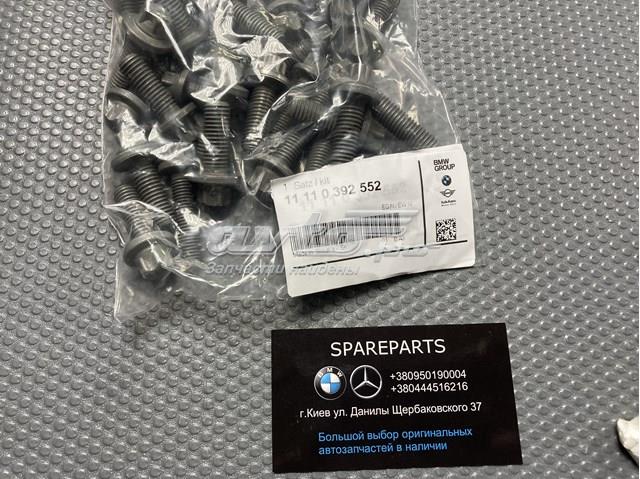 1 Satz / kit
11 11 0 392 552
BMW
GROUP
Запчасти найдены
SPAREPARTS
BMW
+380950190004
+380444516216
г.Киев ул. Данилы Щербаковского 37
Большой выбор оригинальных
автозапчастей в наличии